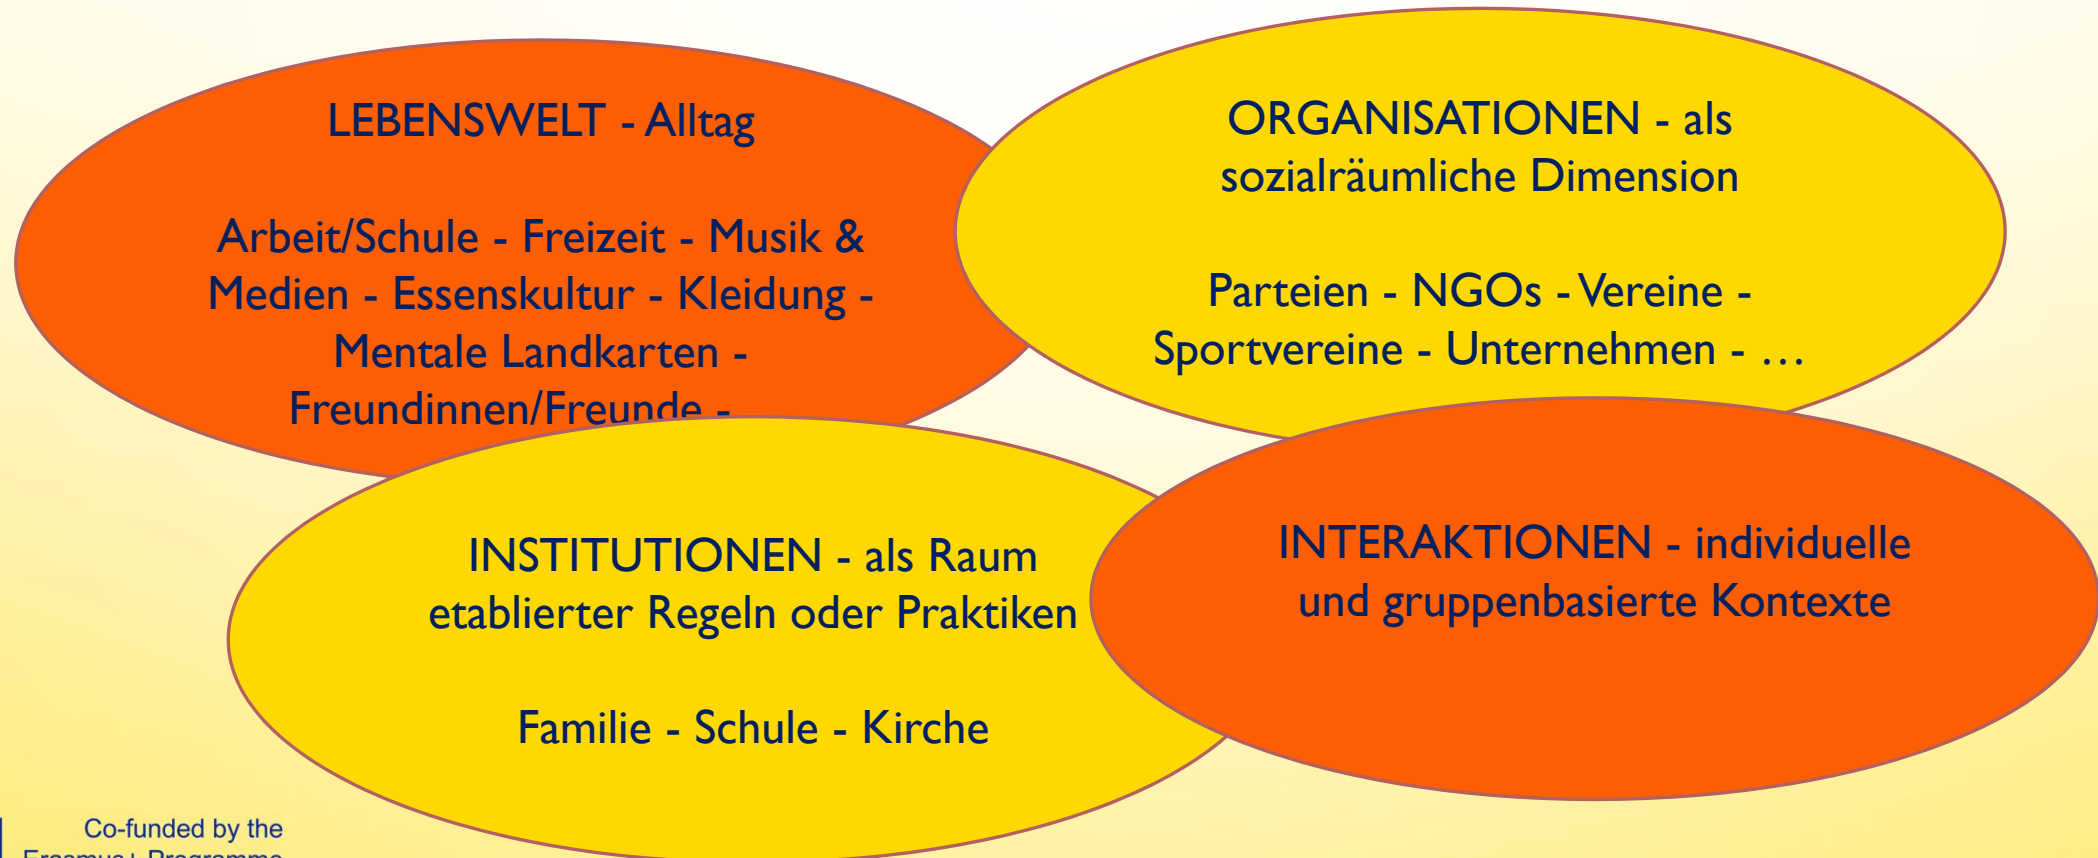 LEBENSWELT - Alltag
Arbeit/Schule - Freizeit - Musik &
Medien - Essenskultur - Kleidung -
Mentale Landkarten -
Freundinnen/Freunde -
ORGANISATIONEN - als
sozialräumliche Dimension
Parteien - NGOs - Vereine -
Sportvereine - Unternehmen - …
INSTITUTIONEN - als Raum
etablierter Regeln oder Praktiken
Familie - Schule - Kirche
INTERAKTIONEN - individuelle
und gruppenbasierte Kontexte
Co-funded by the
Erasmus+ Programme